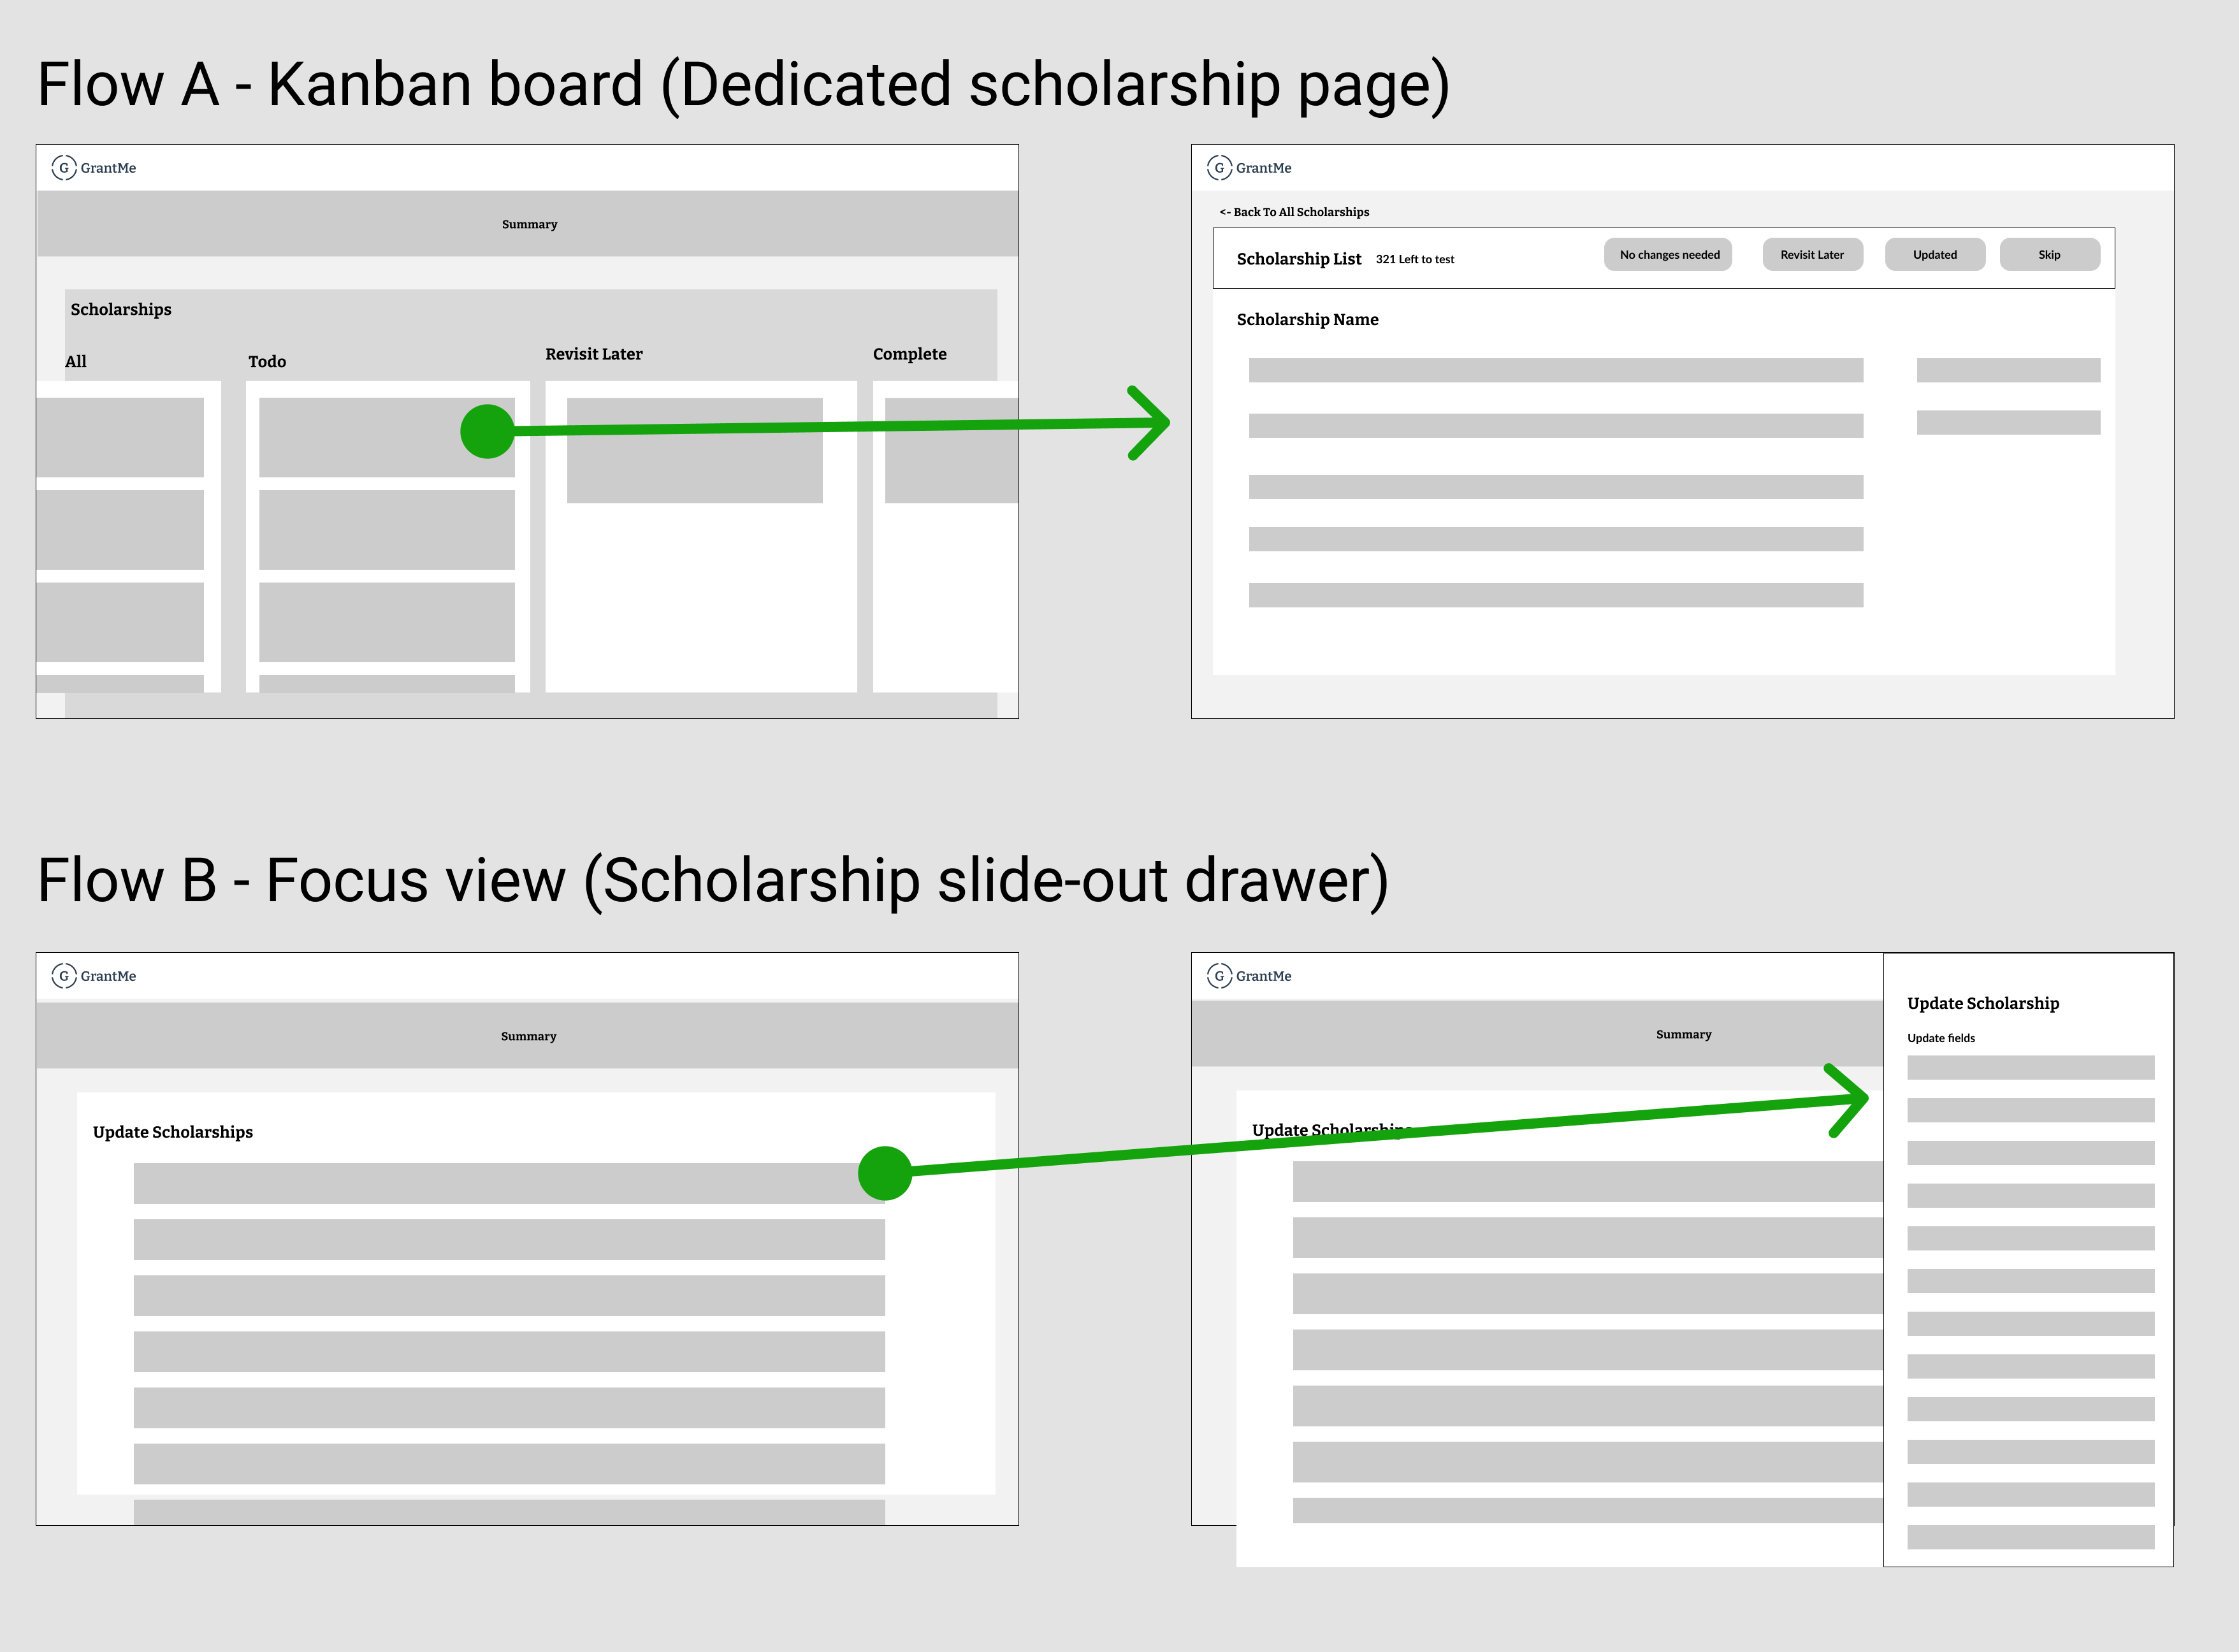 Flow A - Kanban board (Dedicated scholarship page)
G GrantMe
Summary
Scholarships
All
Todo
Revisit Later
Complete
G GrantMe
<- Back To All Scholarships
Scholarship List 321 Left to test
No changes needed
Revisit Later
Updated
Skip
Scholarship Name
Flow B - Focus view (Scholarship slide-out drawer)
G GrantMe
Summary
Update Scholarships
G GrantMe
Summary
Update Scholarships
Update Scholarship
Update fields